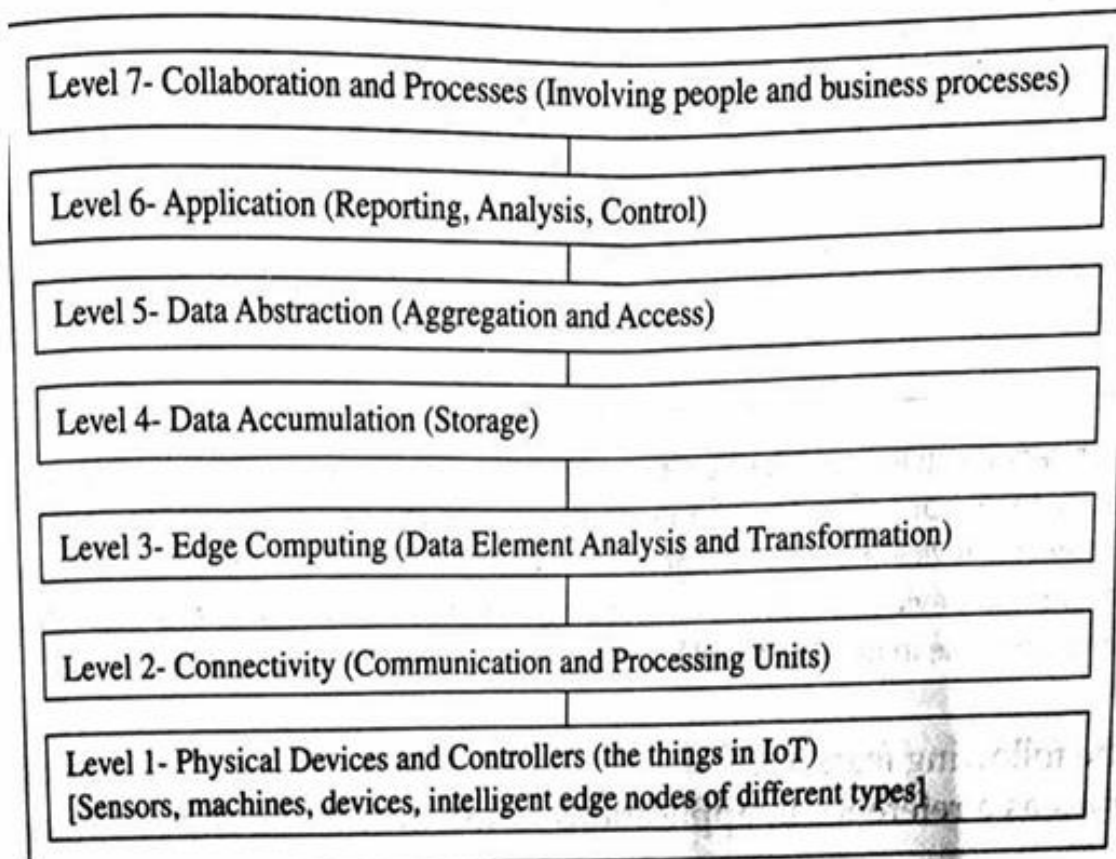 Level 7- Collaboration and Processes (Involving people and business processes)
Level 6- Application (Reporting, Analysis, Control)
Level 5- Data Abstraction (Aggregation and Access)
Level 4- Data Accumulation (Storage)
Level 3- Edge Computing (Data Element Analysis and Transformation)
Level 2- Connectivity (Communication and Processing Units)
Level 1- Physical Devices and Controllers (the things in IoT)
[Sensors, machines, devices, intelligent edge nodes of different types]